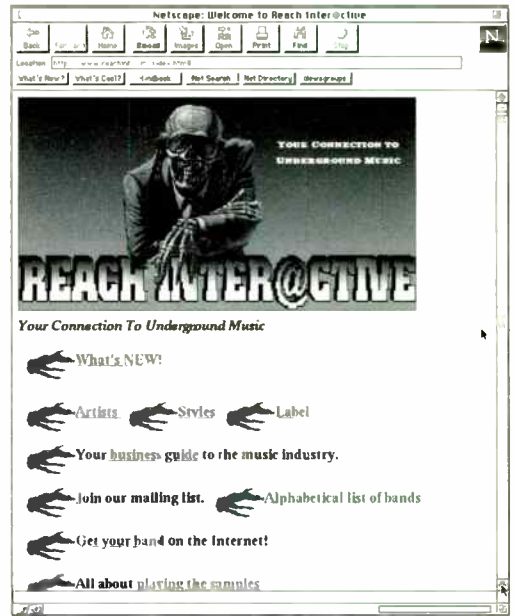 Netscape: Welcome to Reach Inter@ctive
Back Home Reload Images Open Print Find Stop
N
Location:
What's New? What's Cool? Handbook Net Search Net Directory Newsgroups
YOUR CONNECTION TO
UNDERGROUND MUSIC
REACH INTER@CTIVE
Your Connection To Underground Music
What's NEW!
Artists Styles Label
Your business guide to the music industry.
Join our mailing list. Alphabetical list of bands
Get your band on the Internet!
All about playing the samples